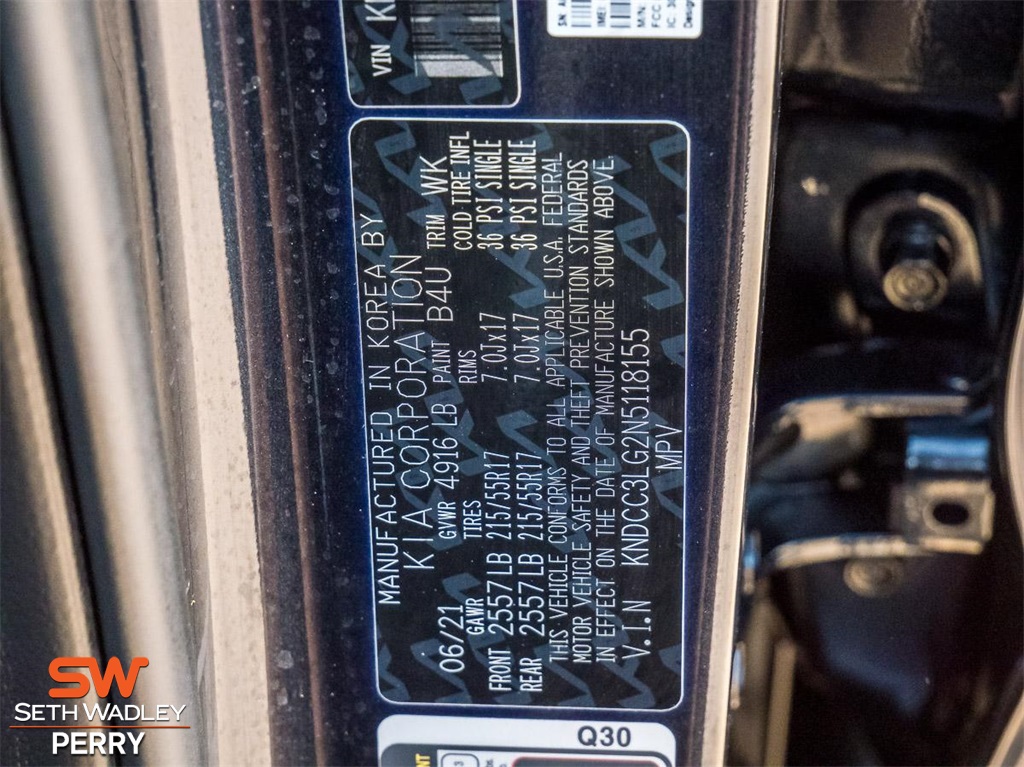 VIN
MANUFACTURED IN KOREA BY
KIA CORPORATION
06/21 GVWR 4916 LB PAINT B4U TRIM WK
GAWR TIRES RIMS COLD TIRE INFL
FRONT 2557LB 215/55R17 7.0JX17 36 PSI SINGLE
REAR 2557LB 215/55R17 7.0JX17 36 PSI SINGLE
THIS VEHICLE CONFORMS TO ALL APPLICABLE U.S.A. FEDERAL
MOTOR VEHICLE SAFETY AND THEFT PREVENTION STANDARDS
IN EFFECT ON THE DATE OF MANUFACTURE SHOWN ABOVE.
V.I.N KNDCC3LG2N5118155
MPV
Q30
SW
SETH WADLEY
PERRY